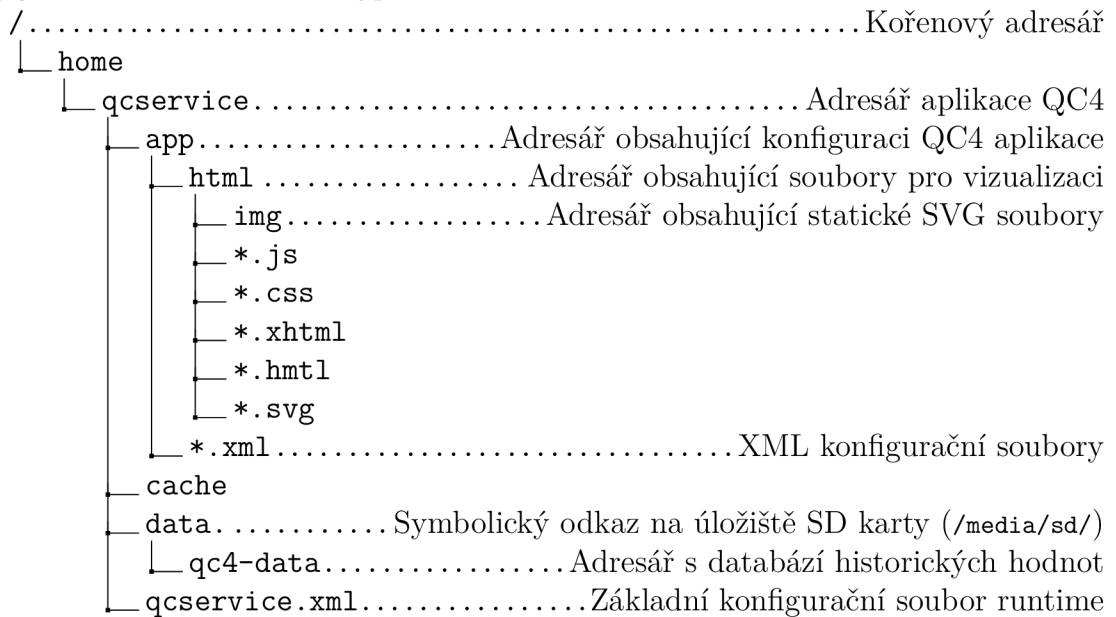 / Kořenový adresář
home
qcservice Adresář aplikace QC4
app Adresář obsahující konfiguraci QC4 aplikace
html Adresář obsahující soubory pro vizualizaci
img Adresář obsahující statické SVG soubory
*.js
*.css
*.xhtml
*.hmtl
*.svg
*.xml XML konfigurační soubory
cache
data Symbolický odkaz na úložiště SD karty (/media/sd/)
qc4-data Adresář s databází historických hodnot
qcservice.xml Základní konfigurační soubor runtime